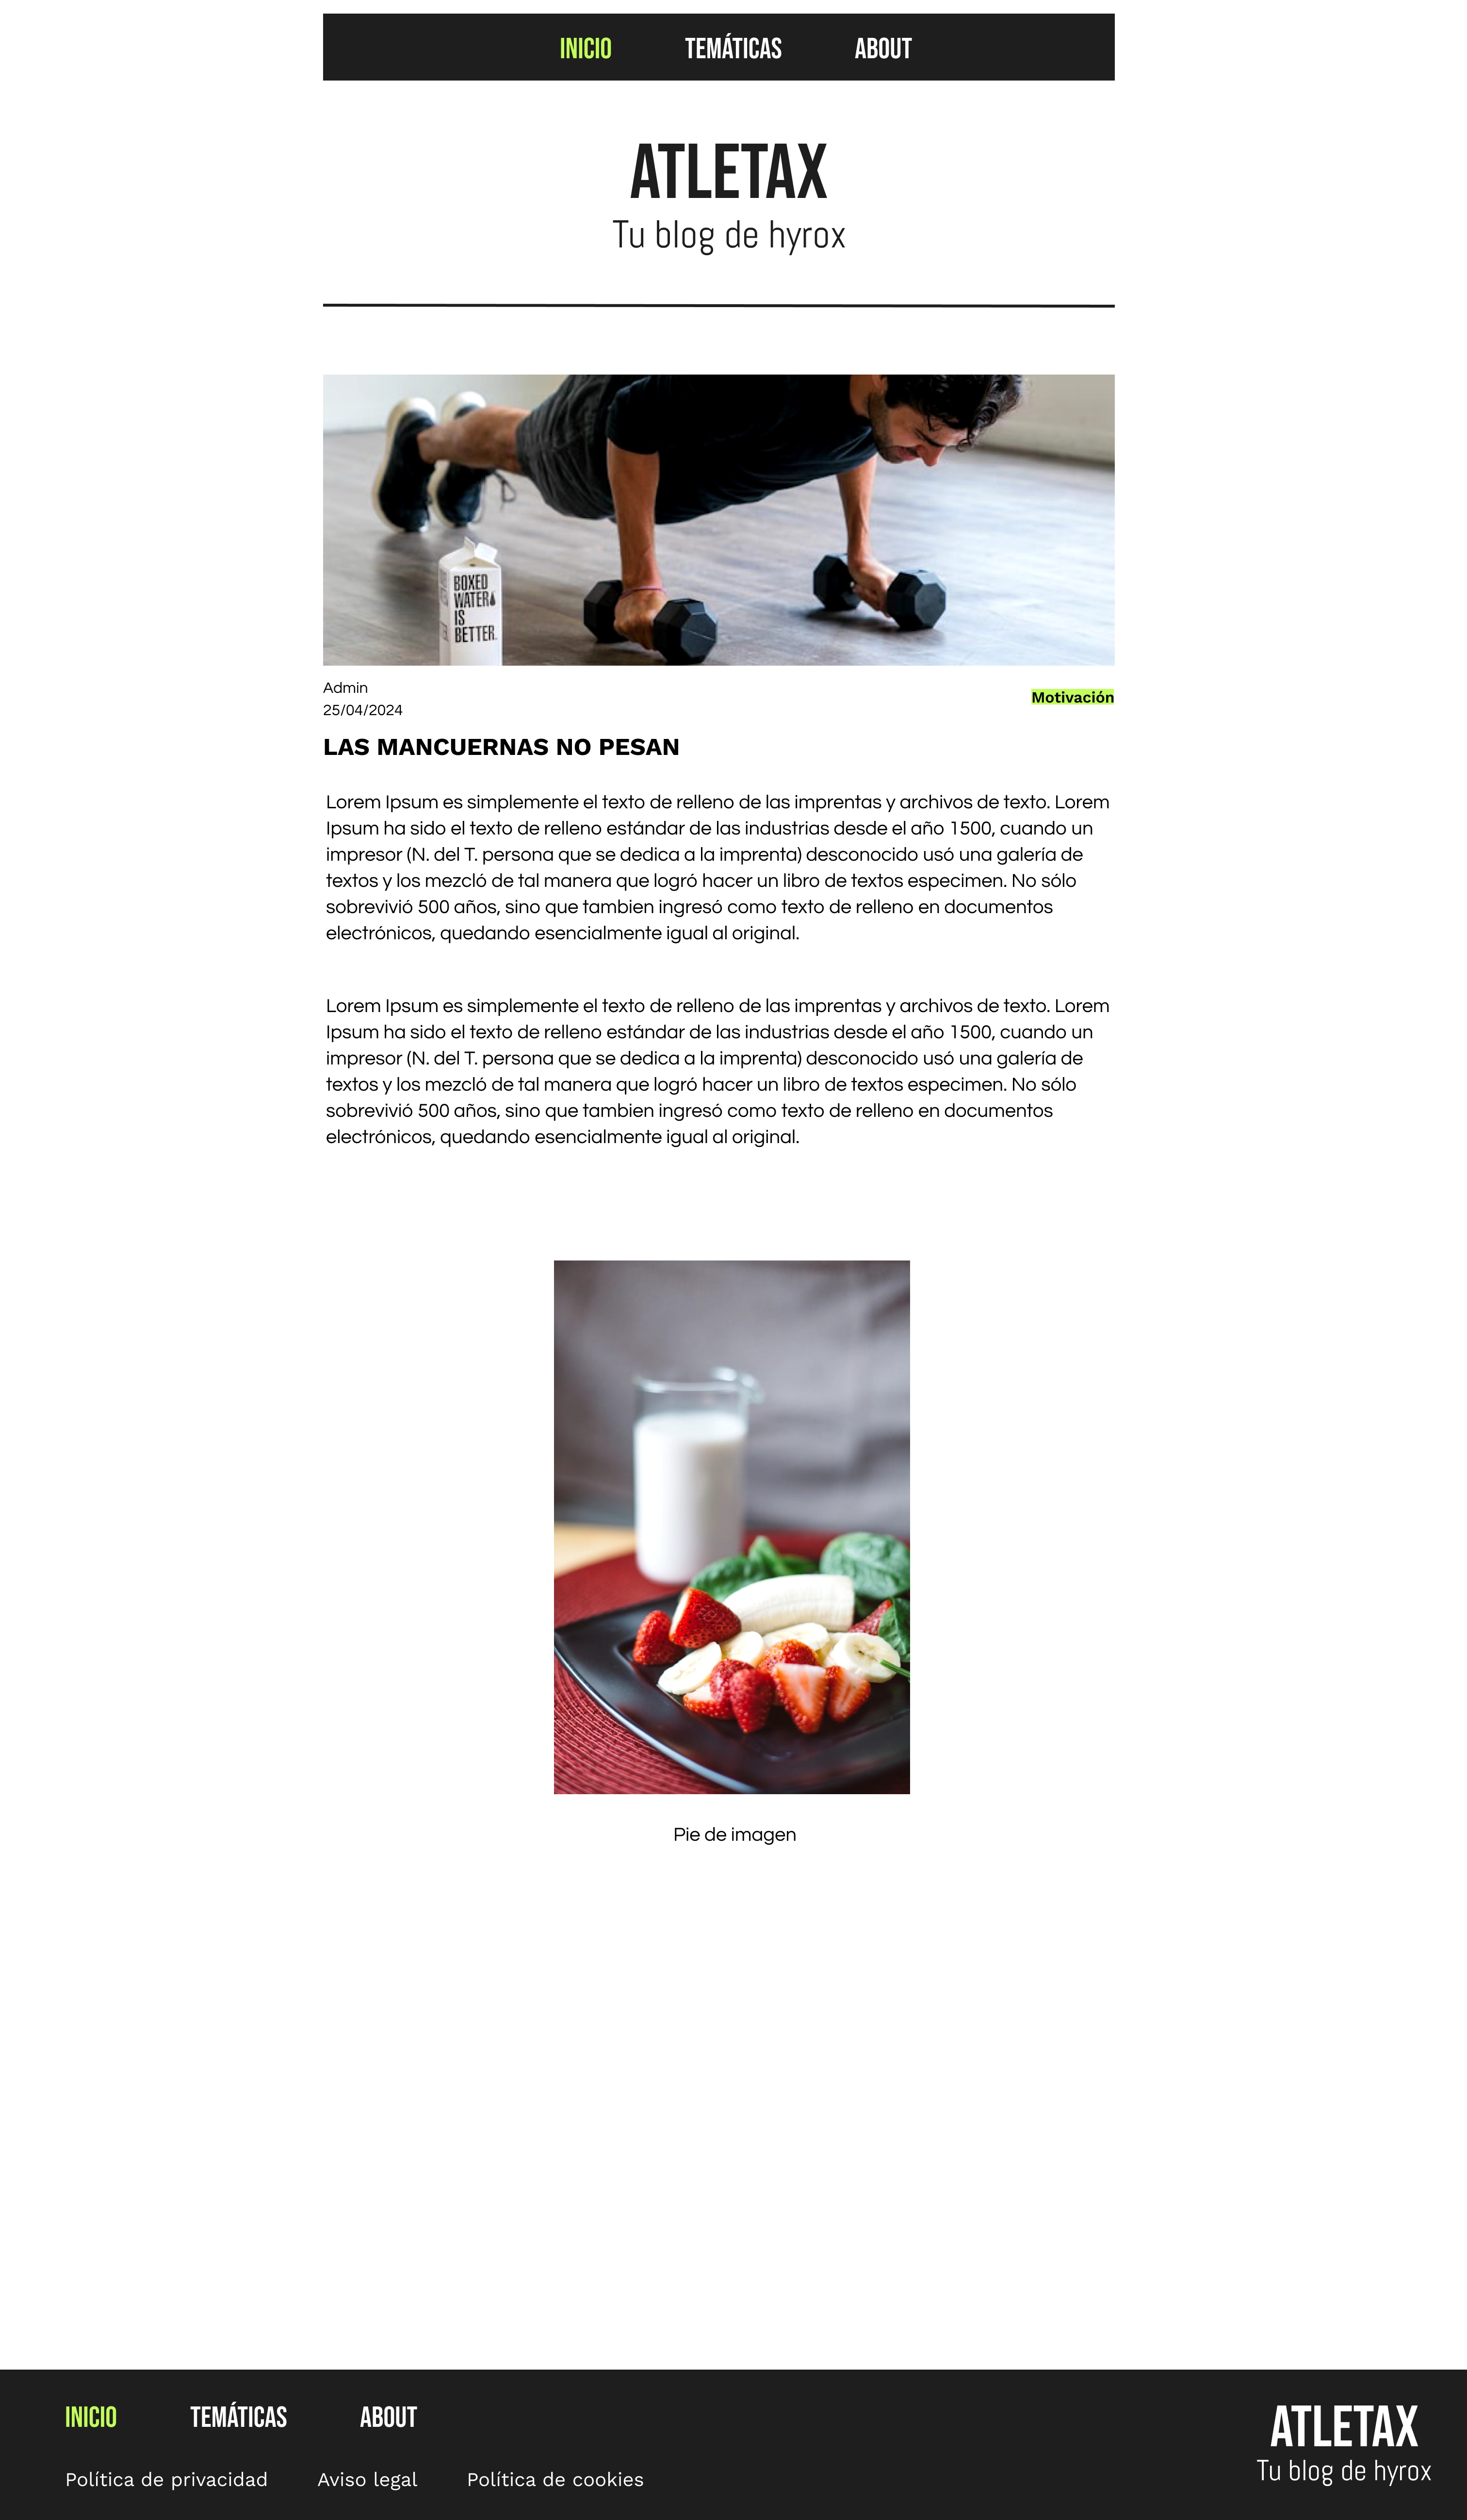 INICIO TEMÁTICAS ABOUT
ATLETAX
Tu blog de hyrox
BOXED
WATER
IS
BETTER.
Admin
25/04/2024
Motivación
LAS MANCUERNAS NO PESAN
Lorem Ipsum es simplemente el texto de relleno de las imprentas y archivos de texto. Lorem
Ipsum ha sido el texto de relleno estándar de las industrias desde el año 1500, cuando un
impresor (N. del T. persona que se dedica a la imprenta) desconocido usó una galería de
textos y los mezcló de tal manera que logró hacer un libro de textos especimen. No sólo
sobrevivió 500 años, sino que tambien ingresó como texto de relleno en documentos
electrónicos, quedando esencialmente igual al original.
Lorem Ipsum es simplemente el texto de relleno de las imprentas y archivos de texto. Lorem
Ipsum ha sido el texto de relleno estándar de las industrias desde el año 1500, cuando un
impresor (N. del T. persona que se dedica a la imprenta) desconocido usó una galería de
textos y los mezcló de tal manera que logró hacer un libro de textos especimen. No sólo
sobrevivió 500 años, sino que tambien ingresó como texto de relleno en documentos
electrónicos, quedando esencialmente igual al original.
Pie de imagen
INICIO TEMÁTICAS ABOUT
Política de privacidad Aviso legal Política de cookies
ATLETAX
Tu blog de hyrox